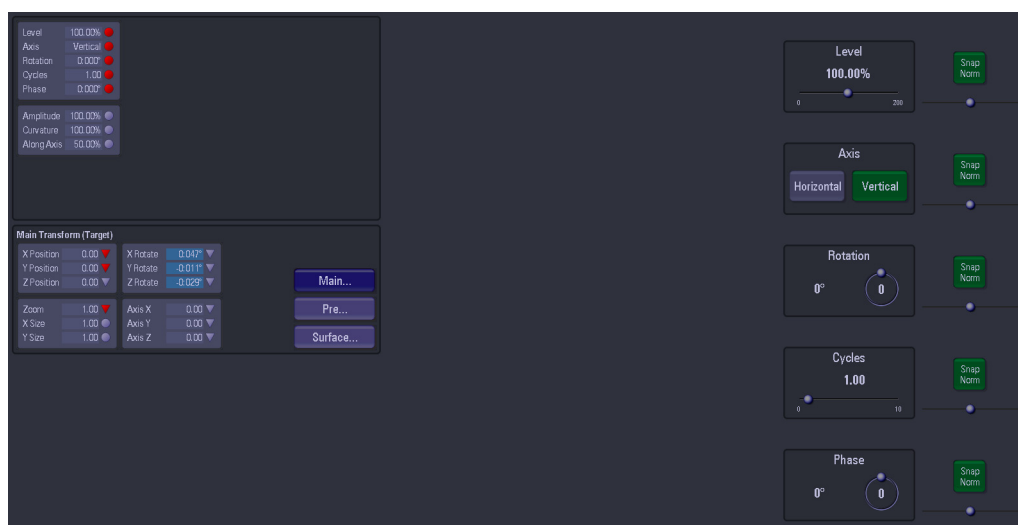 Level 100.00%
Axis Vertical
Rotation 0:000°
Cycles 1.00
Phase 0:000°
Amplitude 100.00%
Curvature 100.00%
Along Axis 50.00%
Main Transform (Target)
X Position 0.00 X Rotate 0:047°
Y Position 0.00 Y Rotate -0:011°
Z Position 0.00 Z Rotate -0:029°
Zoom 1.00 Axis X 0.00
X Size 1.00 Axis Y 0.00
Y Size 1.00 Axis Z 0.00
Main...
Pre...
Surface...
Level
100.00%
0 200
Snap
Norm
Axis
Horizontal Vertical
Snap
Norm
Rotation
0° 0
Snap
Norm
Cycles
1.00
0 10
Snap
Norm
Phase
0° 0
Snap
Norm